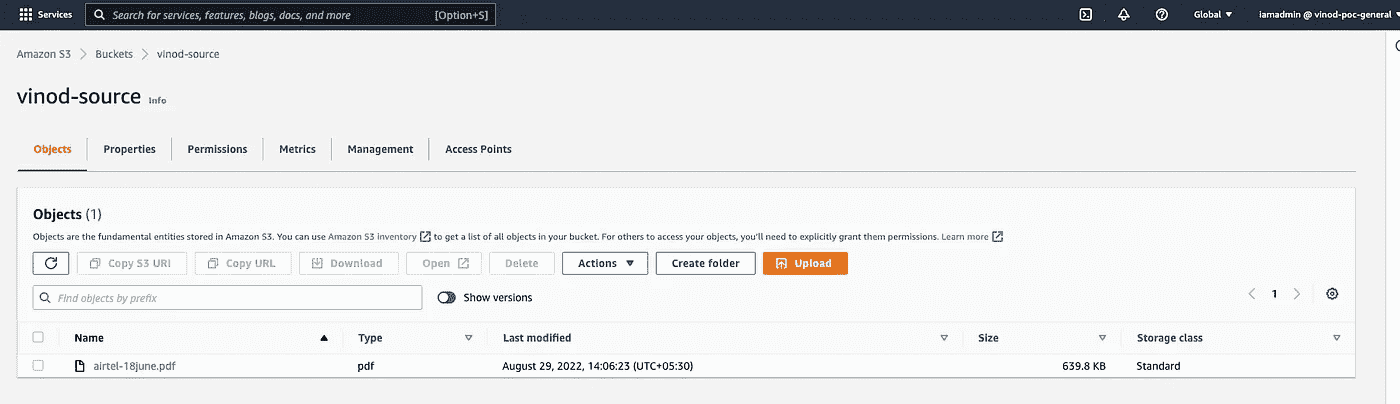 Services Search for services, features, blogs, docs, and more [Option+S] Global iamadmin @ vinod-poc-general
Amazon S3 Buckets vinod-source
vinod-source Info
Objects Properties Permissions Metrics Management Access Points
Objects (1)
Objects are the fundamental entities stored in Amazon S3. You can use Amazon S3 inventory to get a list of all objects in your bucket. For others to access your objects, you'll need to explicitly grant them permissions. Learn more
Copy S3 URI Copy URL Download Open Delete Actions Create folder Upload
Find objects by prefix Show versions 1
Name Type Last modified Size Storage class
airtel-18june.pdf pdf August 29, 2022, 14:06:23 (UTC+05:30) 639.8 KB Standard